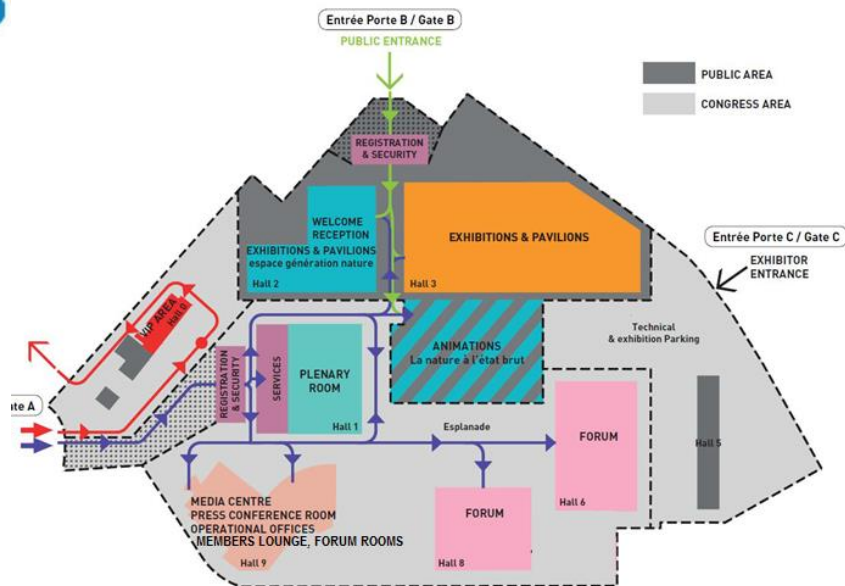 Entrée Porte B / Gate B
PUBLIC ENTRANCE
PUBLIC AREA
CONGRESS AREA
REGISTRATION
& SECURITY
WELCOME
RECEPTION
EXHIBITIONS & PAVILIONS
espace génération nature
Hall 2
EXHIBITIONS & PAVILIONS
Hall 3
Entrée Porte C / Gate C
EXHIBITOR
ENTRANCE
VIP AREA
Hall 0
ANIMATIONS
La nature à l'état brut
Technical
& exhibition Parking
REGISTRATION
& SECURITY
SERVICES
PLENARY
ROOM
Hall 1
ate A
Esplanade
FORUM
Hall 6
Hall 5
MEDIA CENTRE
PRESS CONFERENCE ROOM
OPERATIONAL OFFICES
MEMBERS LOUNGE, FORUM ROOMS
Hall 9
FORUM
Hall 8